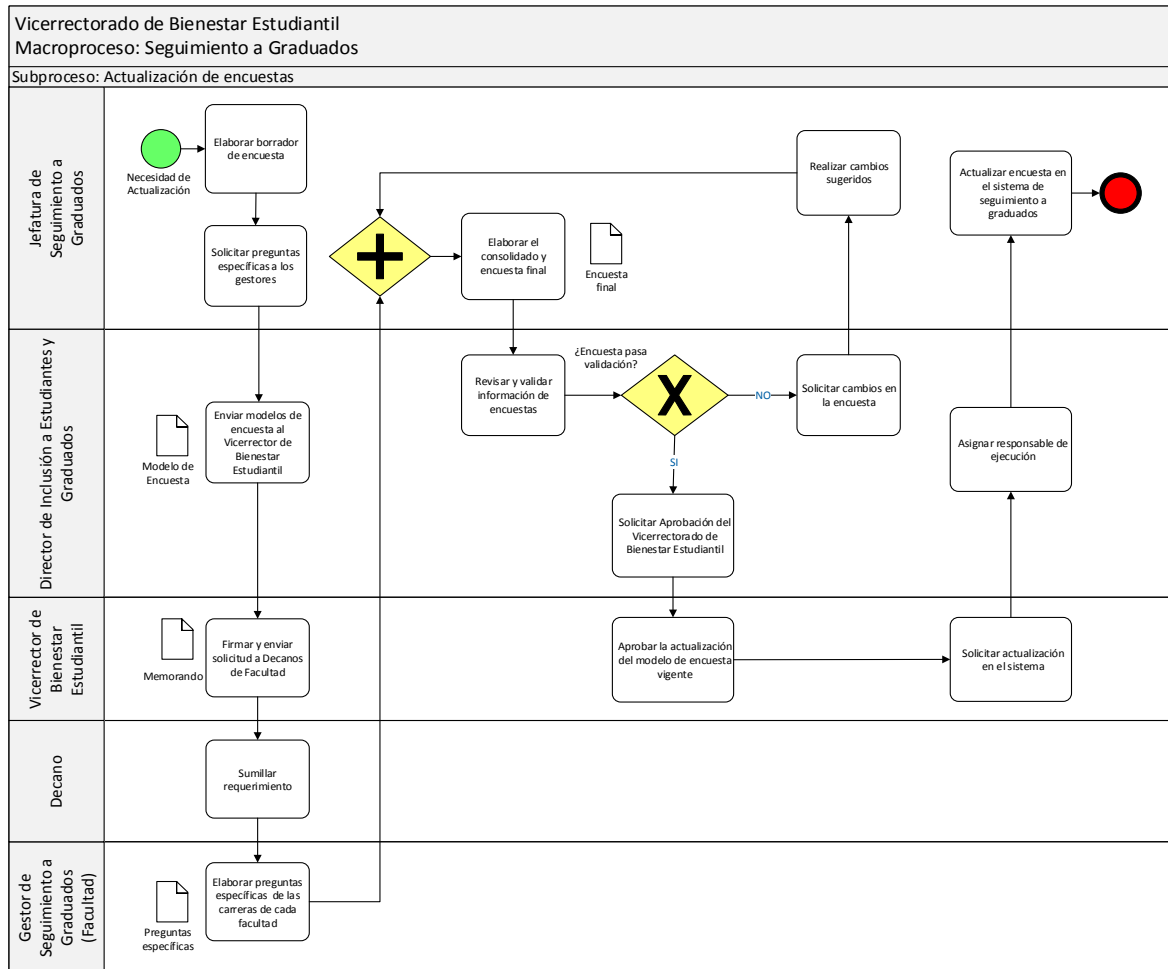 Vicerrectorado de Bienestar Estudiantil
Macroproceso: Seguimiento a Graduados
Subproceso: Actualización de encuestas
Jefatura de
Seguimiento a
Graduados
Necesidad de
Actualización
Elaborar borrador
de encuesta
Solicitar preguntas
específicas a los
gestores
Elaborar el
consolidado y
encuesta final
Encuesta
final
Realizar cambios
sugeridos
Actualizar encuesta en
el sistema de
seguimiento a
graduados
Director de Inclusión a Estudiantes y
Graduados
Modelo de
Encuesta
Enviar modelos de
encuesta al
Vicerrector de
Bienestar
Estudiantil
Revisar y validar
información de
encuestas
¿Encuesta pasa
validación?
X
NO
SI
Solicitar cambios en
la encuesta
Solicitar Aprobación del
Vicerrectorado de
Bienestar Estudiantil
Asignar responsable de
ejecución
Vicerrector de
Bienestar
Estudiantil
Memorando
Firmar y enviar
solicitud a Decanos
de Facultad
Aprobar la actualización
del modelo de encuesta
vigente
Solicitar actualización
en el sistema
Decano
Sumillar
requerimiento
Gestor de
Seguimiento a
Graduados
(Facultad)
Preguntas
específicas
Elaborar preguntas
específicas de las
carreras de cada
facultad